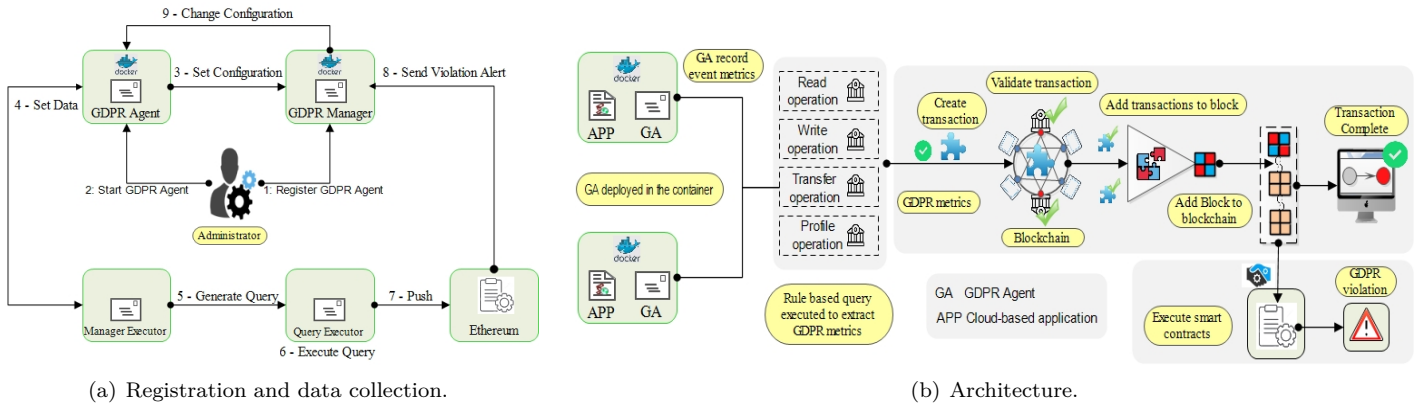 9 - Change Configuration
docker
GDPR Agent
3 - Set Configuration
docker
GDPR Manager
8 - Send Violation Alert
4 - Set Data
2: Start GDPR Agent
1: Register GDPR Agent
Administrator
Manager Executor
5 - Generate Query
Query Executor
7 - Push
Ethereum
6 - Execute Query
(a) Registration and data collection.
docker
APP
GA
GA record
event metrics
GA deployed in the container
docker
APP
GA
Read
operation
Write
operation
Transfer
operation
Profile
operation
Rule based query
executed to extract
GDPR metrics
Create
transaction
GDPR metrics
Validate transaction
Blockchain
Add transactions to block
Add Block to
blockchain
Transaction
Complete
GA GDPR Agent
APP Cloud-based application
Execute smart
contracts
GDPR
violation
(b) Architecture.